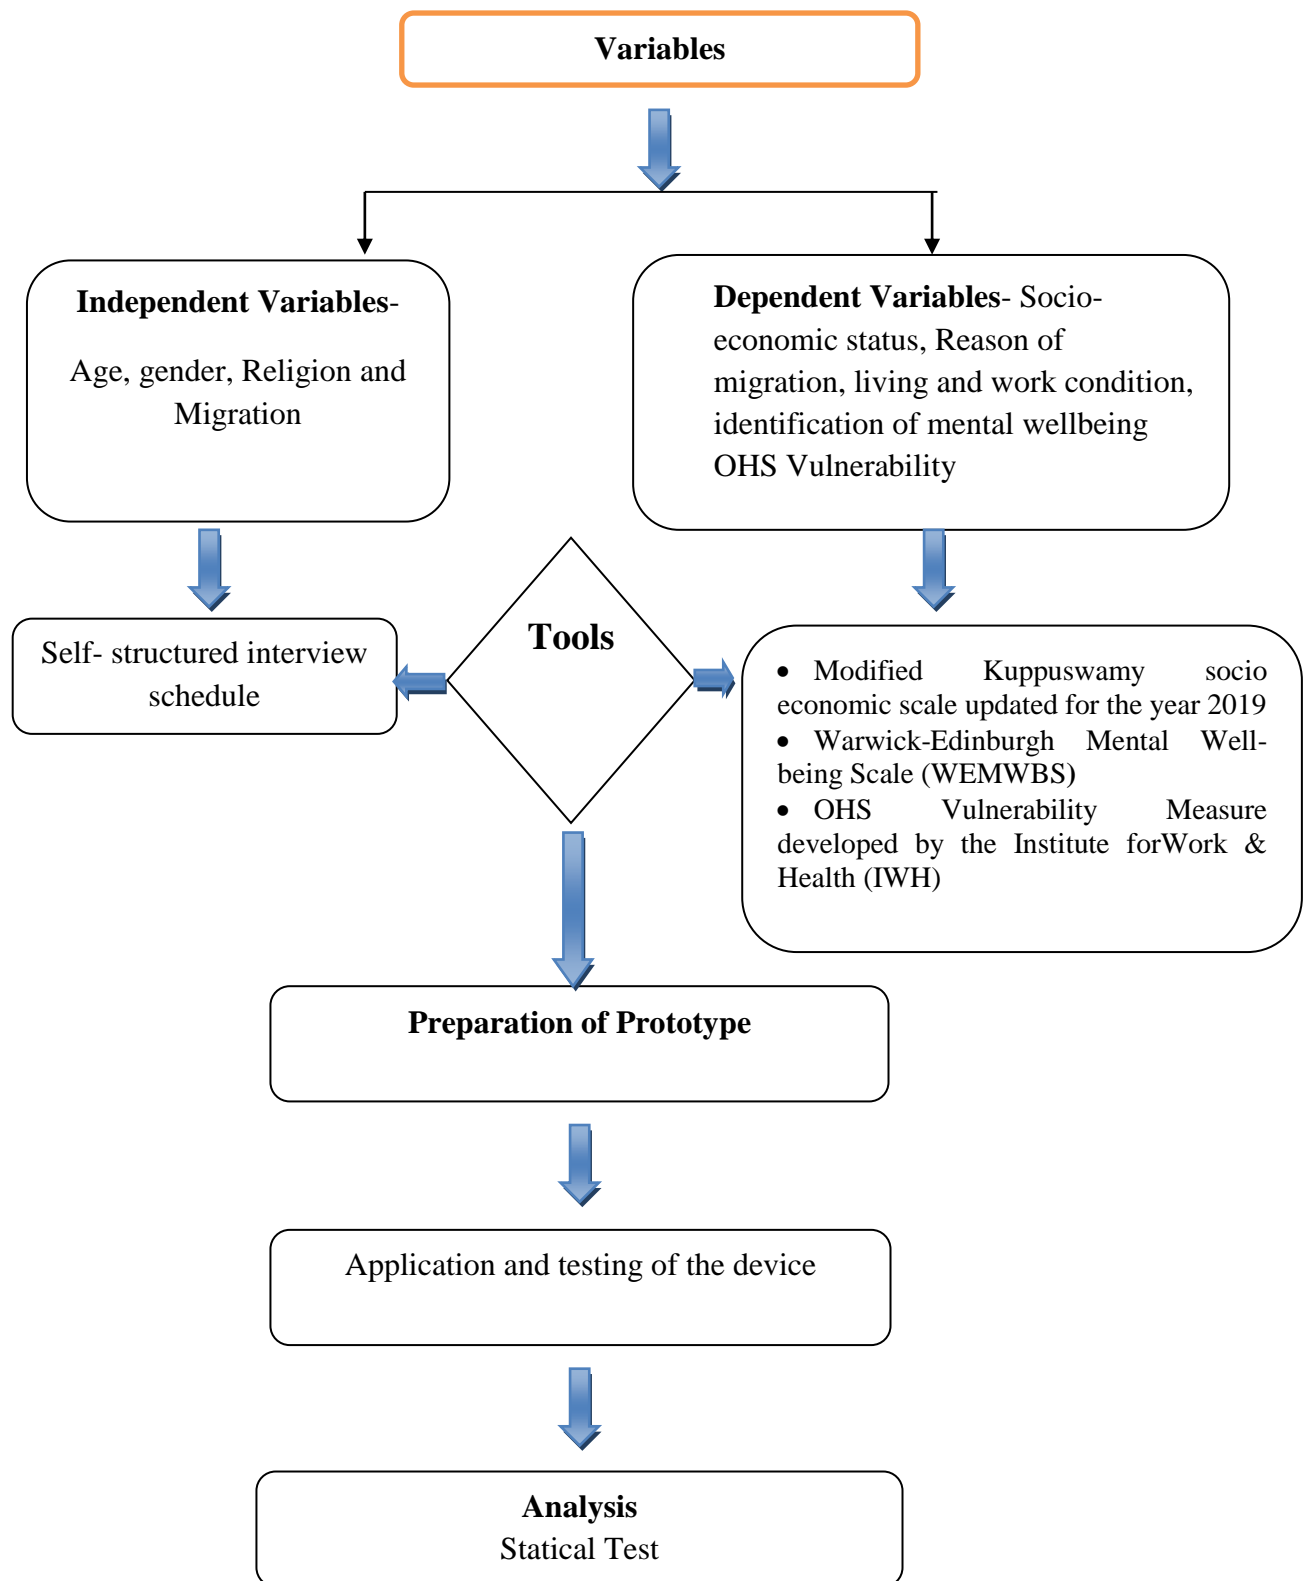 Variables
Independent Variables-
Age, gender, Religion and
Migration
Dependent Variables- Socio-
economic status, Reason of
migration, living and work condition,
identification of mental wellbeing
OHS Vulnerability
Self- structured interview
schedule
Tools
• Modified Kuppuswamy socio
economic scale updated for the year 2019
• Warwick-Edinburgh Mental Well-
being Scale (WEMWBS)
• OHS Vulnerability Measure
developed by the Institute forWork &
Health (IWH)
Preparation of Prototype
Application and testing of the device
Analysis
Statical Test